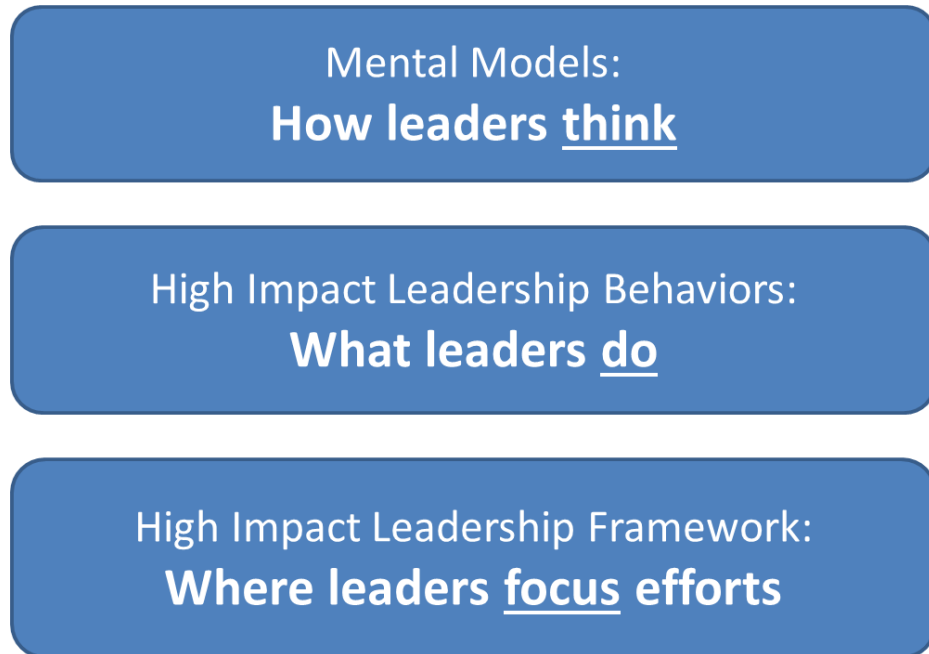 Mental Models:
How leaders think
High Impact Leadership Behaviors:
What leaders do
High Impact Leadership Framework:
Where leaders focus efforts